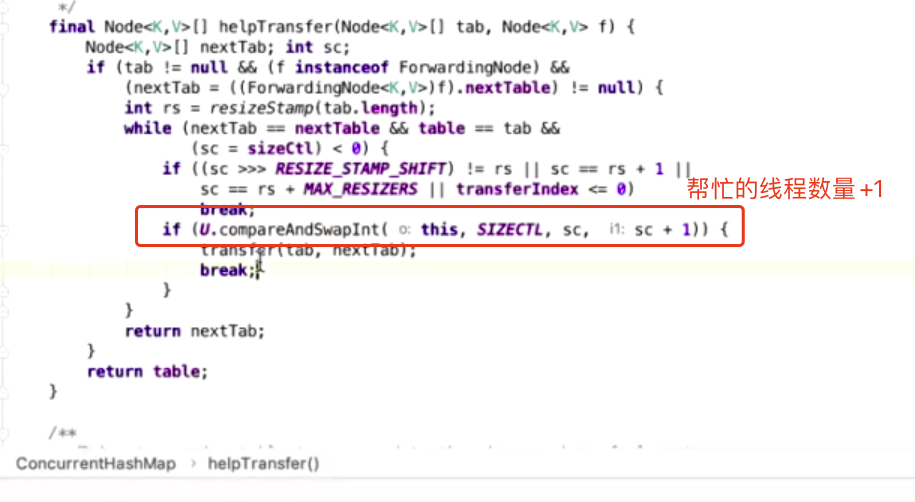 */
final Node<K,V>[] helpTransfer(Node<K,V>[] tab, Node<K,V> f) {
Node<K,V>[] nextTab; int sc;
if (tab != null && (f instanceof ForwardingNode) &&
(nextTab = ((ForwardingNode<K,V>)f).nextTable) != null) {
int rs = resizeStamp(tab.length);
while (nextTab == nextTable && table == tab &&
(sc = sizeCtl) < 0) {
if ((sc >>> RESIZE_STAMP_SHIFT) != rs || sc == rs + 1 ||
sc == rs + MAX_RESIZERS || transferIndex <= 0)
帮忙的线程数量+1
break;
if (U.compareAndSwapInt( o: this, SIZECTL, sc, i1: sc + 1)) {
transfer(tab, nextTab);
break;
}
}
return nextTab;
}
return table;
}
/**
ConcurrentHashMap › helpTransfer()